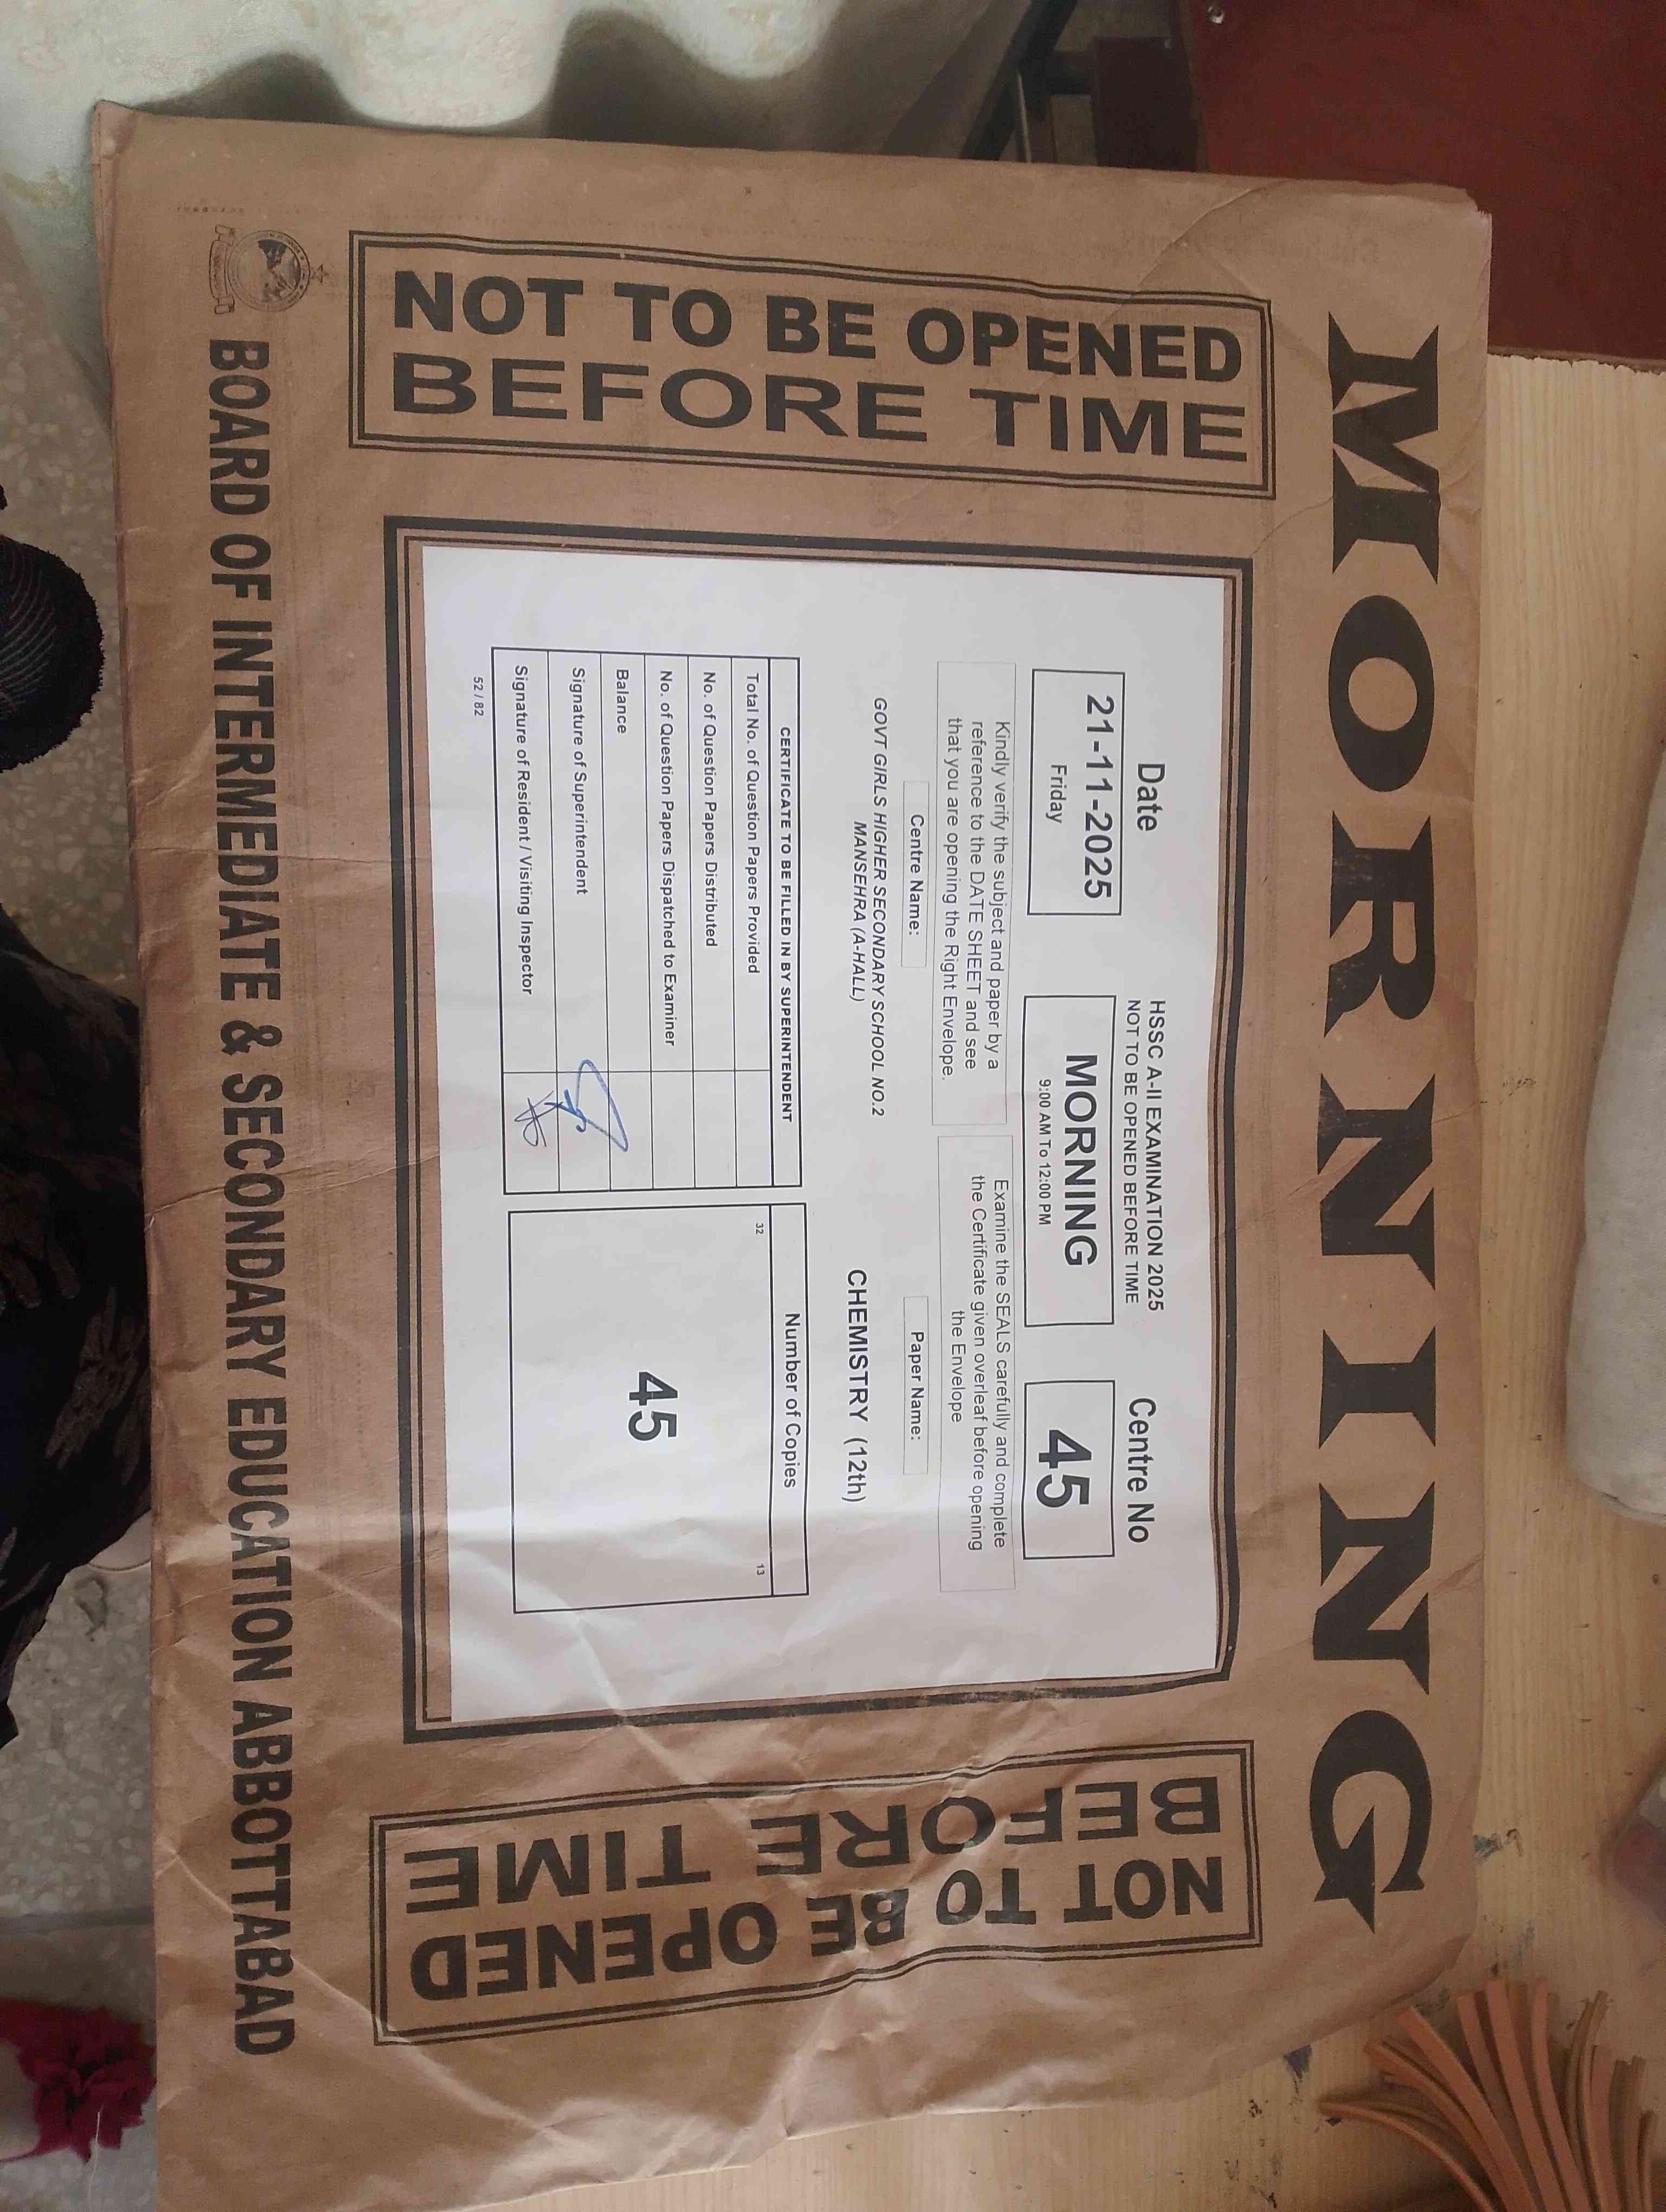 MORNING
NOT TO BE OPENED
BEFORE TIME
Date
21-11-2025
Friday
HSSC A-II EXAMINATION 2025
NOT TO BE OPENED BEFORE TIME
MORNING
9:00 AM To 12:00 PM
Centre No
45
Kindly verify the subject and paper by a
reference to the DATE SHEET and see
that you are opening the Right Envelope.
Examine the SEALS carefully and complete
the Certificate given overleaf before opening
the Envelope
Centre Name:
GOVT GIRLS HIGHER SECONDARY SCHOOL NO.2
MANSEHRA (A-HALL)
Paper Name:
CHEMISTRY (12th)
CERTIFICATE TO BE FILLED IN BY SUPERINTENDENT
Total No. of Question Papers Provided
No. of Question Papers Distributed
No. of Question Papers Dispatched to Examiner
Balance
Signature of Superintendent
Signature of Resident / Visiting Inspector
52 / 82
Number of Copies
32
13
45
NOT TO BE OPENED
BEFORE TIME
BOARD OF INTERMEDIATE & SECONDARY EDUCATION ABBOTTABAD